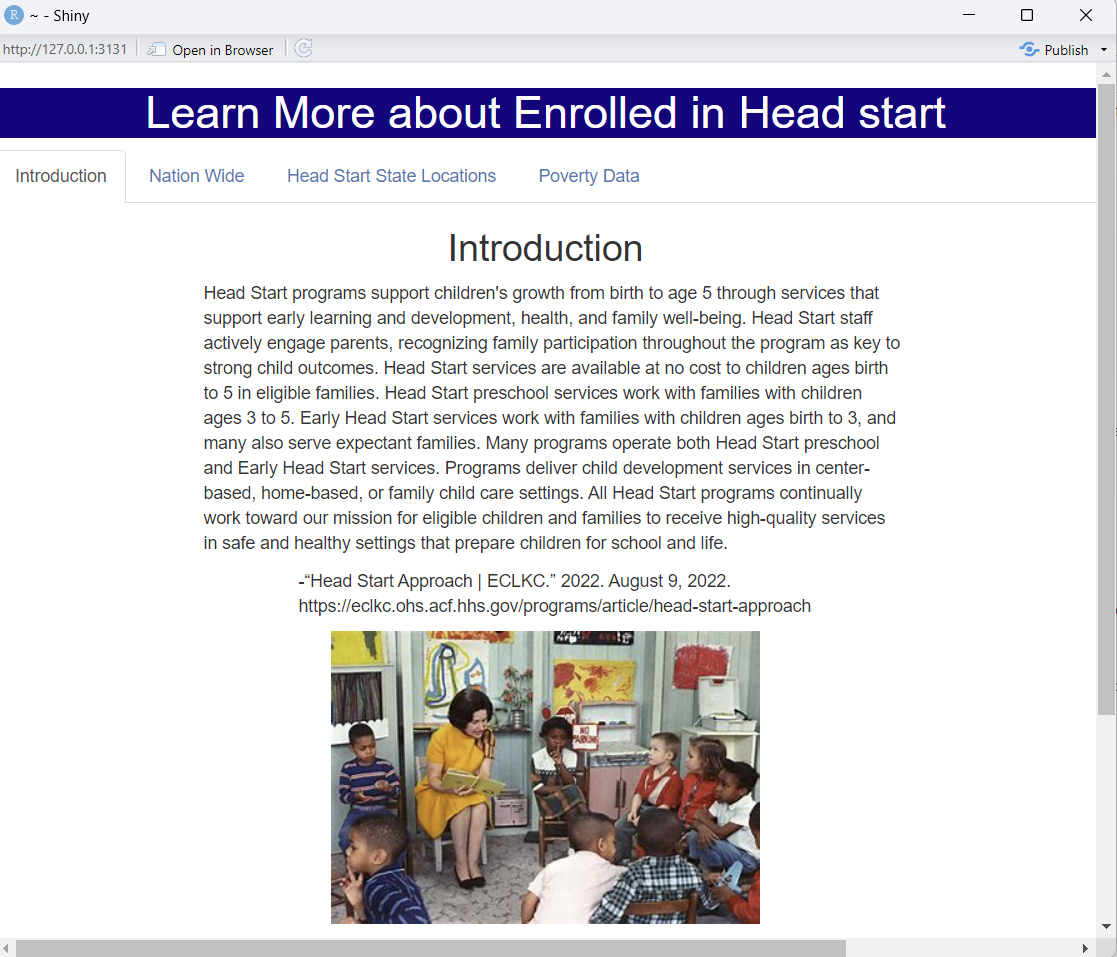 R ~ - Shiny
http://127.0.0.1:3131 Open in Browser Publish
Learn More about Enrolled in Head start
Introduction Nation Wide Head Start State Locations Poverty Data
Introduction
Head Start programs support children's growth from birth to age 5 through services that
support early learning and development, health, and family well-being. Head Start staff
actively engage parents, recognizing family participation throughout the program as key to
strong child outcomes. Head Start services are available at no cost to children ages birth
to 5 in eligible families. Head Start preschool services work with families with children
ages 3 to 5. Early Head Start services work with families with children ages birth to 3, and
many also serve expectant families. Many programs operate both Head Start preschool
and Early Head Start services. Programs deliver child development services in center-
based, home-based, or family child care settings. All Head Start programs continually
work toward our mission for eligible children and families to receive high-quality services
in safe and healthy settings that prepare children for school and life.
-“Head Start Approach | ECLKC.” 2022. August 9, 2022.
https://eclkc.ohs.acf.hhs.gov/programs/article/head-start-approach
STOP
NO
PARKING